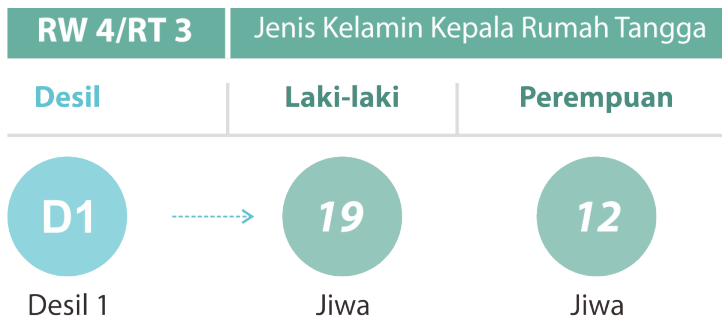 RW 4/RT 3 Jenis Kelamin Kepala Rumah Tangga
Desil Laki-laki Perempuan
D1 19 12
Desil 1 Jiwa Jiwa